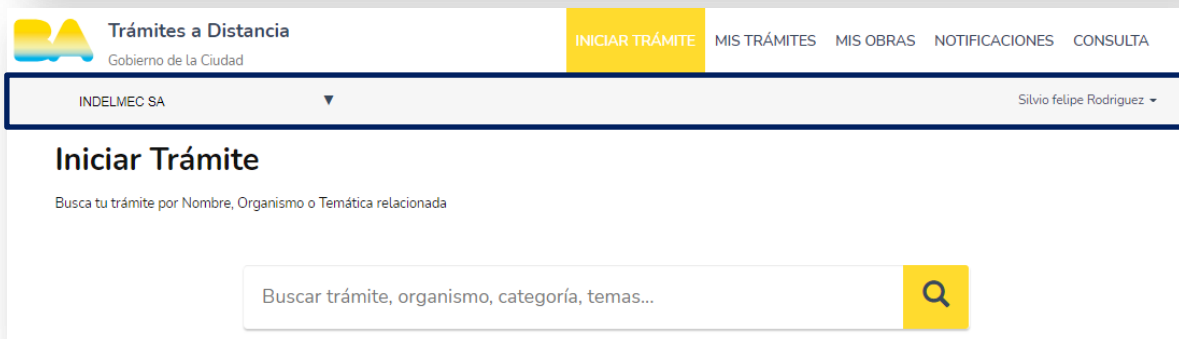 BA
Trámites a Distancia
Gobierno de la Ciudad
INICIAR TRÁMITE MIS TRÁMITES MIS OBRAS NOTIFICACIONES CONSULTA
INDELMEC SA ▼ Silvio felipe Rodriguez
Iniciar Trámite
Busca tu trámite por Nombre, Organismo o Temática relacionada
Buscar trámite, organismo, categoría, temas...